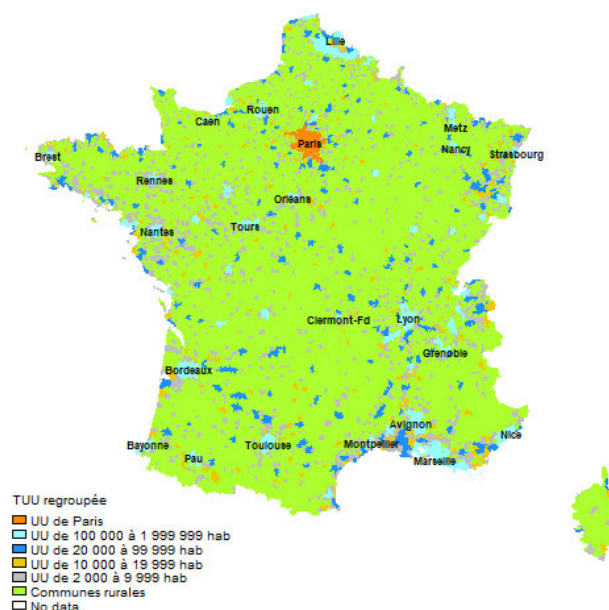 Lille
Rouen
Caen
Metz
Paris
Nancy
Strasbourg
Brest
Rennes
Orléans
Nantes
Tours
Clermont-Fd
Lyon
Grenoble
Bordeaux
Avignon
Nice
Bayonne
Toulouse
Montpellier
Pau
Marseille
TUU regroupée
UU de Paris
UU de 100 000 à 1 999 999 hab
UU de 20 000 à 99 999 hab
UU de 10 000 à 19 999 hab
UU de 2 000 à 9 999 hab
Communes rurales
No data